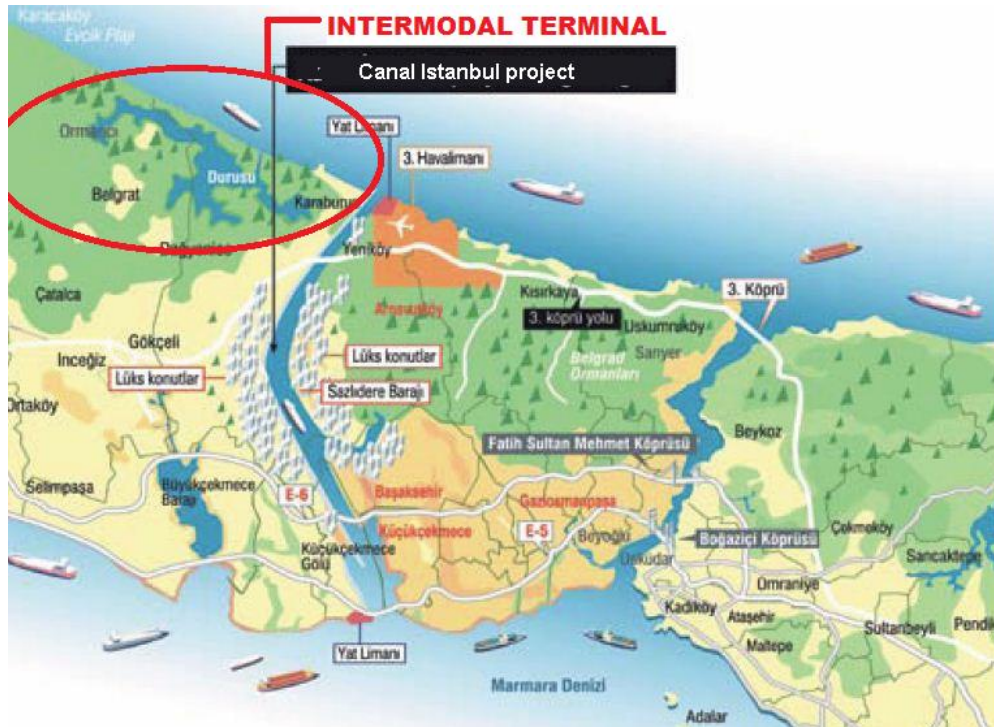 Karacaköy
Evcik Plajı
INTERMODAL TERMINAL
Canal Istanbul project
Ormanlı
Yat Limanı
3. Havalimanı
Durusu
Belgrat
Karaburun
Yeniköy
Çatalca
Kısırkaya
3. Köprü
3. köprü yolu
Uskumruköy
Gökçeli
İnceğiz
Lüks konutlar
Sarıyer
Belgrad
Ormanları
Lüks konutlar
Sazlıdere Barajı
Ortaköy
Beykoz
Fatih Sultan Mehmet Köprüsü
Selimpaşa
Büyükçekmece
Barajı
E-6
Başakşehir
Gaziosmanpaşa
Küçükçekmece
E-5
Beyoğlu
Boğaziçi Köprüsü
Çekmeköy
Küçükçekmece
Gölü
Üsküdar
Sancaktepe
Ümraniye
Kadıköy
Ataşehir
Sultanbeyli
Pendik
Maltepe
Yat Limanı
Marmara Denizi
Adalar